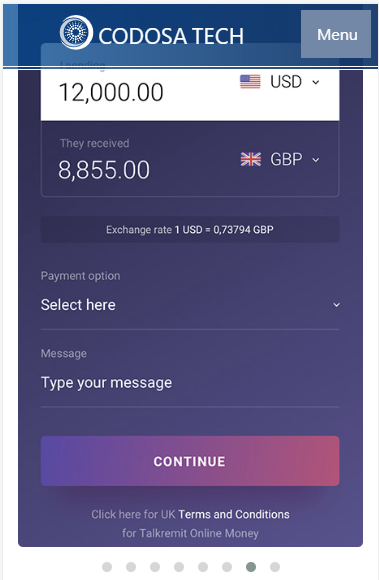 CODOSA TECH
Menu
12,000.00
USD
They received
8,855.00
GBP
Exchange rate 1 USD = 0,73794 GBP
Payment option
Select here
Message
Type your message
CONTINUE
Click here for UK Terms and Conditions
for Talkremit Online Money